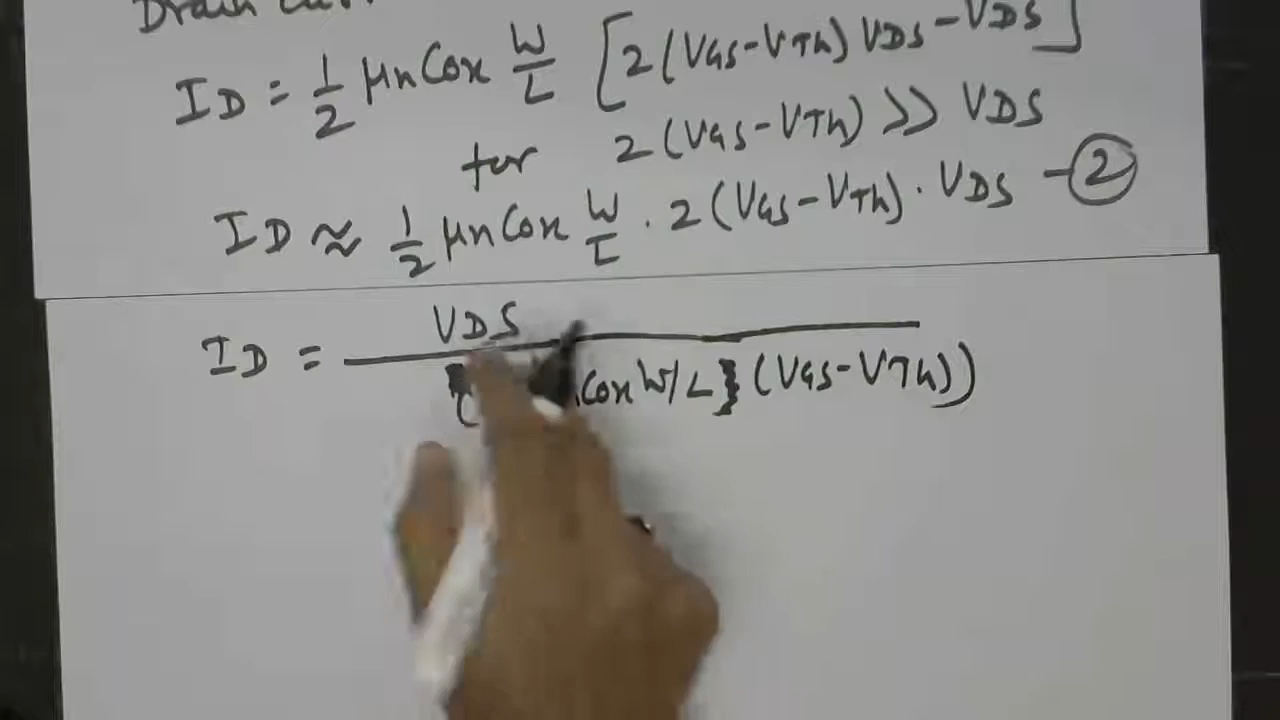 Drain
ID = 1/2 μnCox W/L [2(VGS-VTh) VDS-VDS]
for 2(VGS-VTh) >> VDS
ID ≈ 1/2 μnCox W/L . 2(VGS-VTh). VDS -②
ID = VDS
Cox W/L} (VGS-VTh))